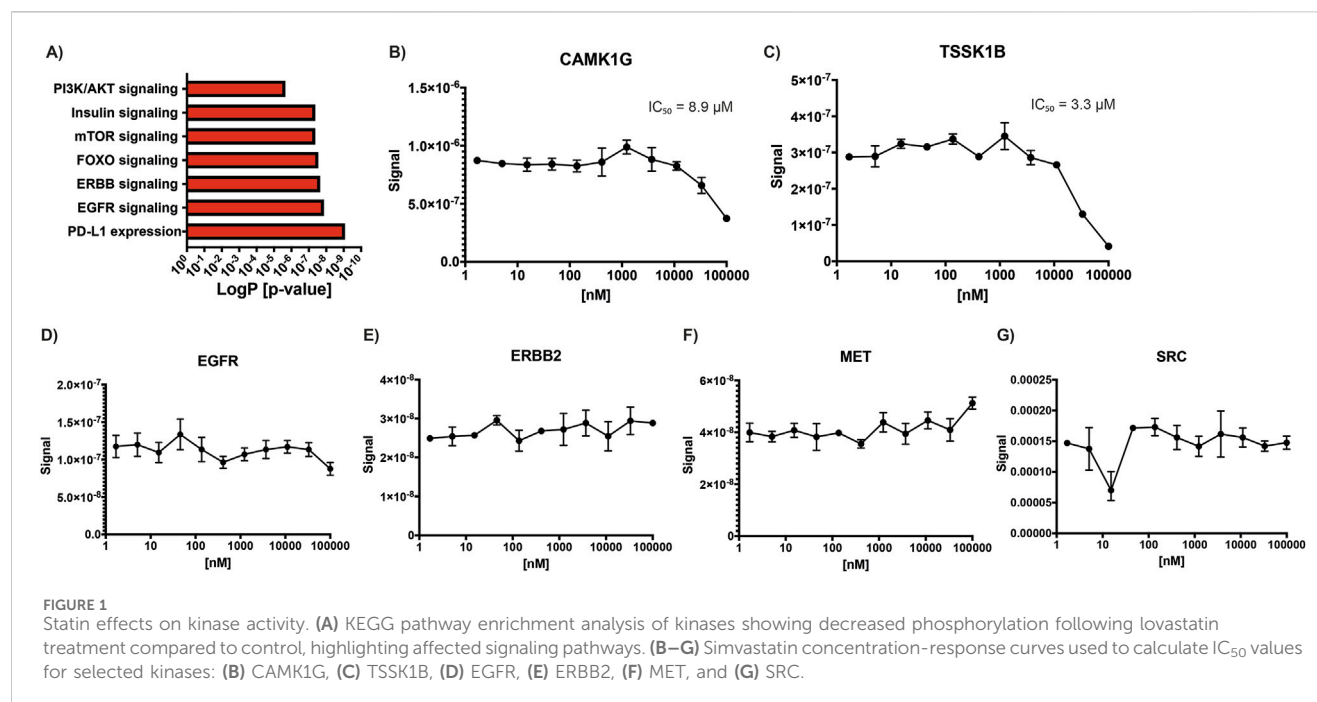 A)
PI3K/AKT signaling
Insulin signaling
mTOR signaling
FOXO signaling
ERBB signaling
EGFR signaling
PD-L1 expression
10⁰ 10⁻¹ 10⁻² 10⁻³ 10⁻⁴ 10⁻⁵ 10⁻⁶ 10⁻⁷ 10⁻⁸ 10⁻⁹ 10⁻¹⁰
LogP [p-value]
B)
CAMK1G
IC₅₀ = 8.9 µM
Signal
1.5×10⁻⁶
1.0×10⁻⁶
5.0×10⁻⁷
0.0
1 10 100 1000 10000 100000
[nM]
C)
TSSK1B
IC₅₀ = 3.3 µM
Signal
5×10⁻⁷
4×10⁻⁷
3×10⁻⁷
2×10⁻⁷
1×10⁻⁷
0
1 10 100 1000 10000 100000
[nM]
D)
EGFR
Signal
2.0×10⁻⁷
1.5×10⁻⁷
1.0×10⁻⁷
5.0×10⁻⁸
0.0
1 10 100 1000 10000 100000
[nM]
E)
ERBB2
Signal
4×10⁻⁸
3×10⁻⁸
2×10⁻⁸
1×10⁻⁸
0
1 10 100 1000 10000 100000
[nM]
F)
MET
Signal
6×10⁻⁸
4×10⁻⁸
2×10⁻⁸
0
1 10 100 1000 10000 100000
[nM]
G)
SRC
Signal
0.00025
0.00020
0.00015
0.00010
0.00005
0.00000
1 10 100 1000 10000 100000
[nM]
FIGURE 1
Statin effects on kinase activity. (A) KEGG pathway enrichment analysis of kinases showing decreased phosphorylation following lovastatin
treatment compared to control, highlighting affected signaling pathways. (B–G) Simvastatin concentration-response curves used to calculate IC₅₀ values
for selected kinases: (B) CAMK1G, (C) TSSK1B, (D) EGFR, (E) ERBB2, (F) MET, and (G) SRC.